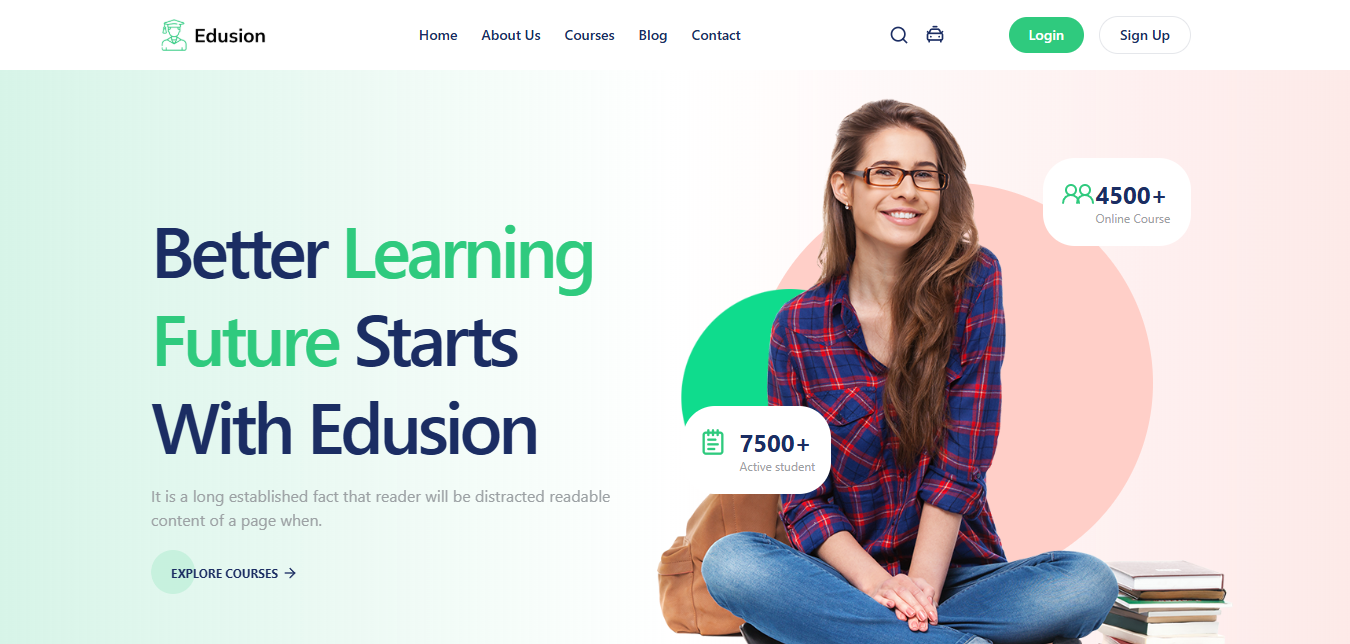 Edusion
Home About Us Courses Blog Contact
Login
Sign Up
Better Learning
Future Starts
With Edusion
It is a long established fact that reader will be distracted readable
content of a page when.
EXPLORE COURSES
4500+
Online Course
7500+
Active student